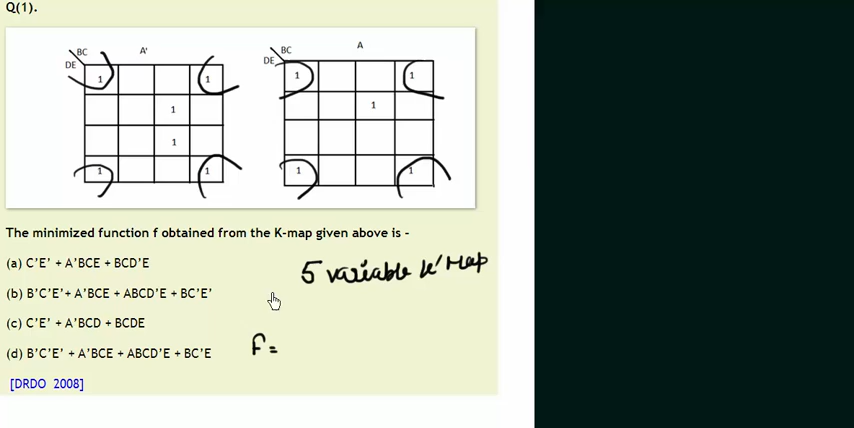 Q(1).
BC A' BC A
DE DE
1 1 1 1
1 1
1
1 1 1 1
The minimized function f obtained from the K-map given above is -
(a) C'E' + A'BCE + BCD'E
5 variable K'Map
(b) B'C'E'+ A'BCE + ABCD'E + BC'E'
(c) C'E' + A'BCD + BCDE
F =
(d) B'C'E' + A'BCE + ABCD'E + BC'E
[DRDO 2008]